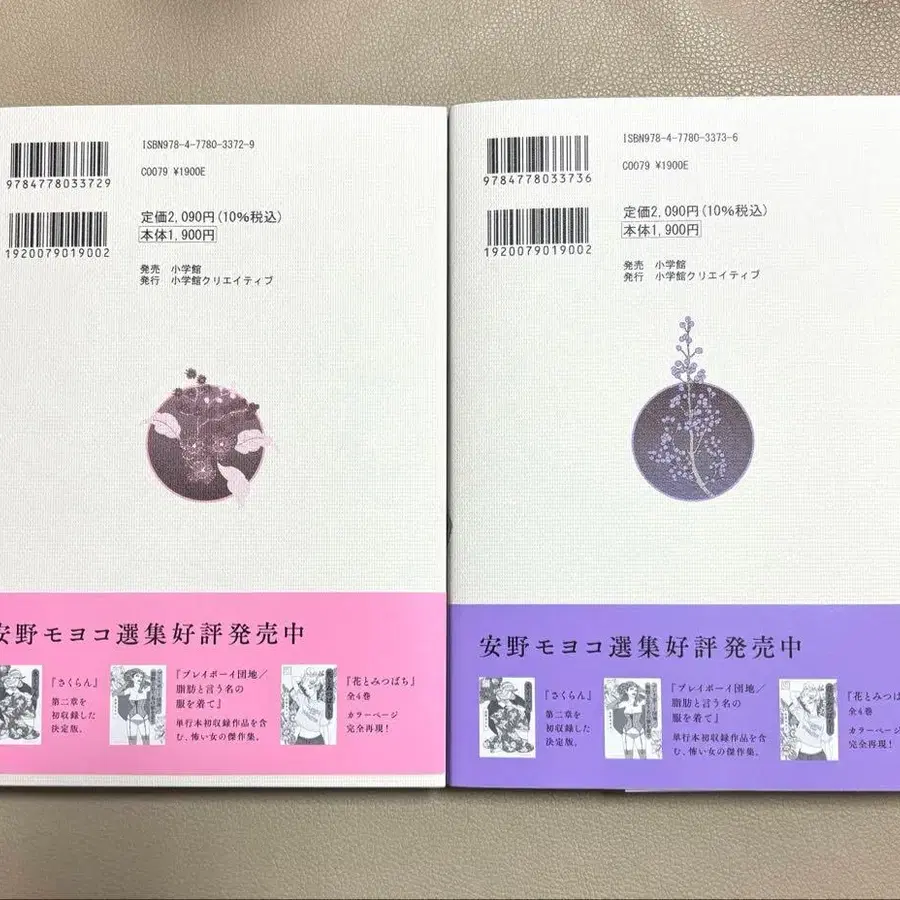 ISBN978-4-7780-3372-9
C0079 ¥1900E
9784778033729
定価2,090円(10%税込)
本体1,900円
1920079019002
発売 小学館
発行 小学館クリエイティブ
安野モヨコ選集好評発売中
『さくらん』
第二章を
初収録した
決定版。
『プレイボーイ団地/
脂肪と言う名の
服を着て』
単行本初収録作品を含
む、怖い女の傑作集。
『花とみつばち』
全4巻
カラーページ
完全再現!
ISBN978-4-7780-3373-6
C0079 ¥1900E
9784778033736
定価2,090円(10%税込)
本体1,900円
1920079019002
発売 小学館
発行 小学館クリエイティブ
安野モヨコ選集好評発売中
『さくらん』
第二章を
初収録した
決定版。
『プレイボーイ団地/
脂肪と言う名の
服を着て』
単行本初収録作品を含
む、怖い女の傑作集。
『花とみつば
全4巻
カラーページ
完全再現!